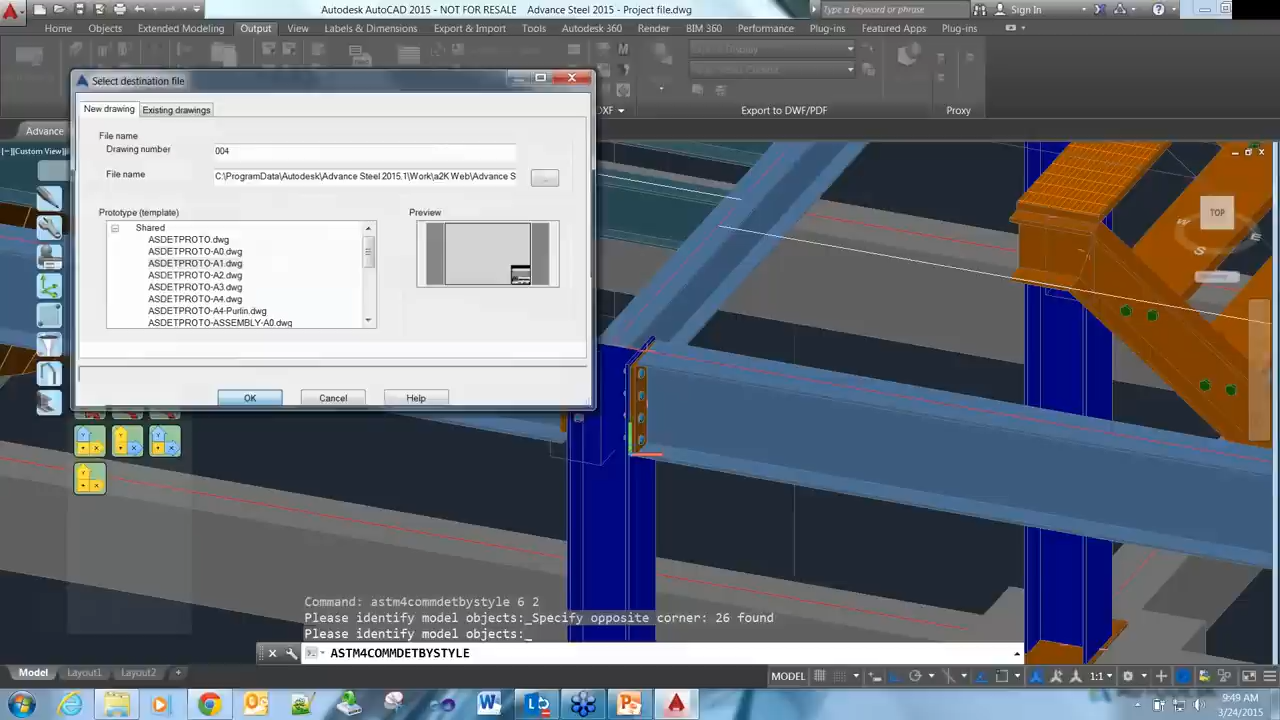 Autodesk AutoCAD 2015 - NOT FOR RESALE Advance Steel 2015 - Project file.dwg
Sign In
Home Objects Extended Modeling Output View Labels & Dimensions Export & Import Tools Autodesk 360 Render BIM 360 Performance Plug-ins Featured Apps Plug-ins
Select destination file
Export to DWF/PDF
Proxy
New drawing Existing drawings
Advance
[−][Custom View]
File name
Drawing number 004
File name C:\ProgramData\Autodesk\Advance Steel 2015.1\Work\a2K Web\Advance S
...
Prototype (template) Preview
Shared
ASDETPROTO.dwg
ASDETPROTO-A0.dwg
ASDETPROTO-A1.dwg
ASDETPROTO-A2.dwg
ASDETPROTO-A3.dwg
ASDETPROTO-A4.dwg
ASDETPROTO-A4-Purlin.dwg
ASDETPROTO-ASSEMBLY-A0.dwg
TOP
OK Cancel Help
Command: astm4commdetbystyle 6 2
Please identify model objects:_Specify opposite corner: 26 found
Please identify model objects:
ASTM4COMMDETBYSTYLE
Model Layout1 Layout2 +
MODEL 1:1
9:49 AM
3/24/2015